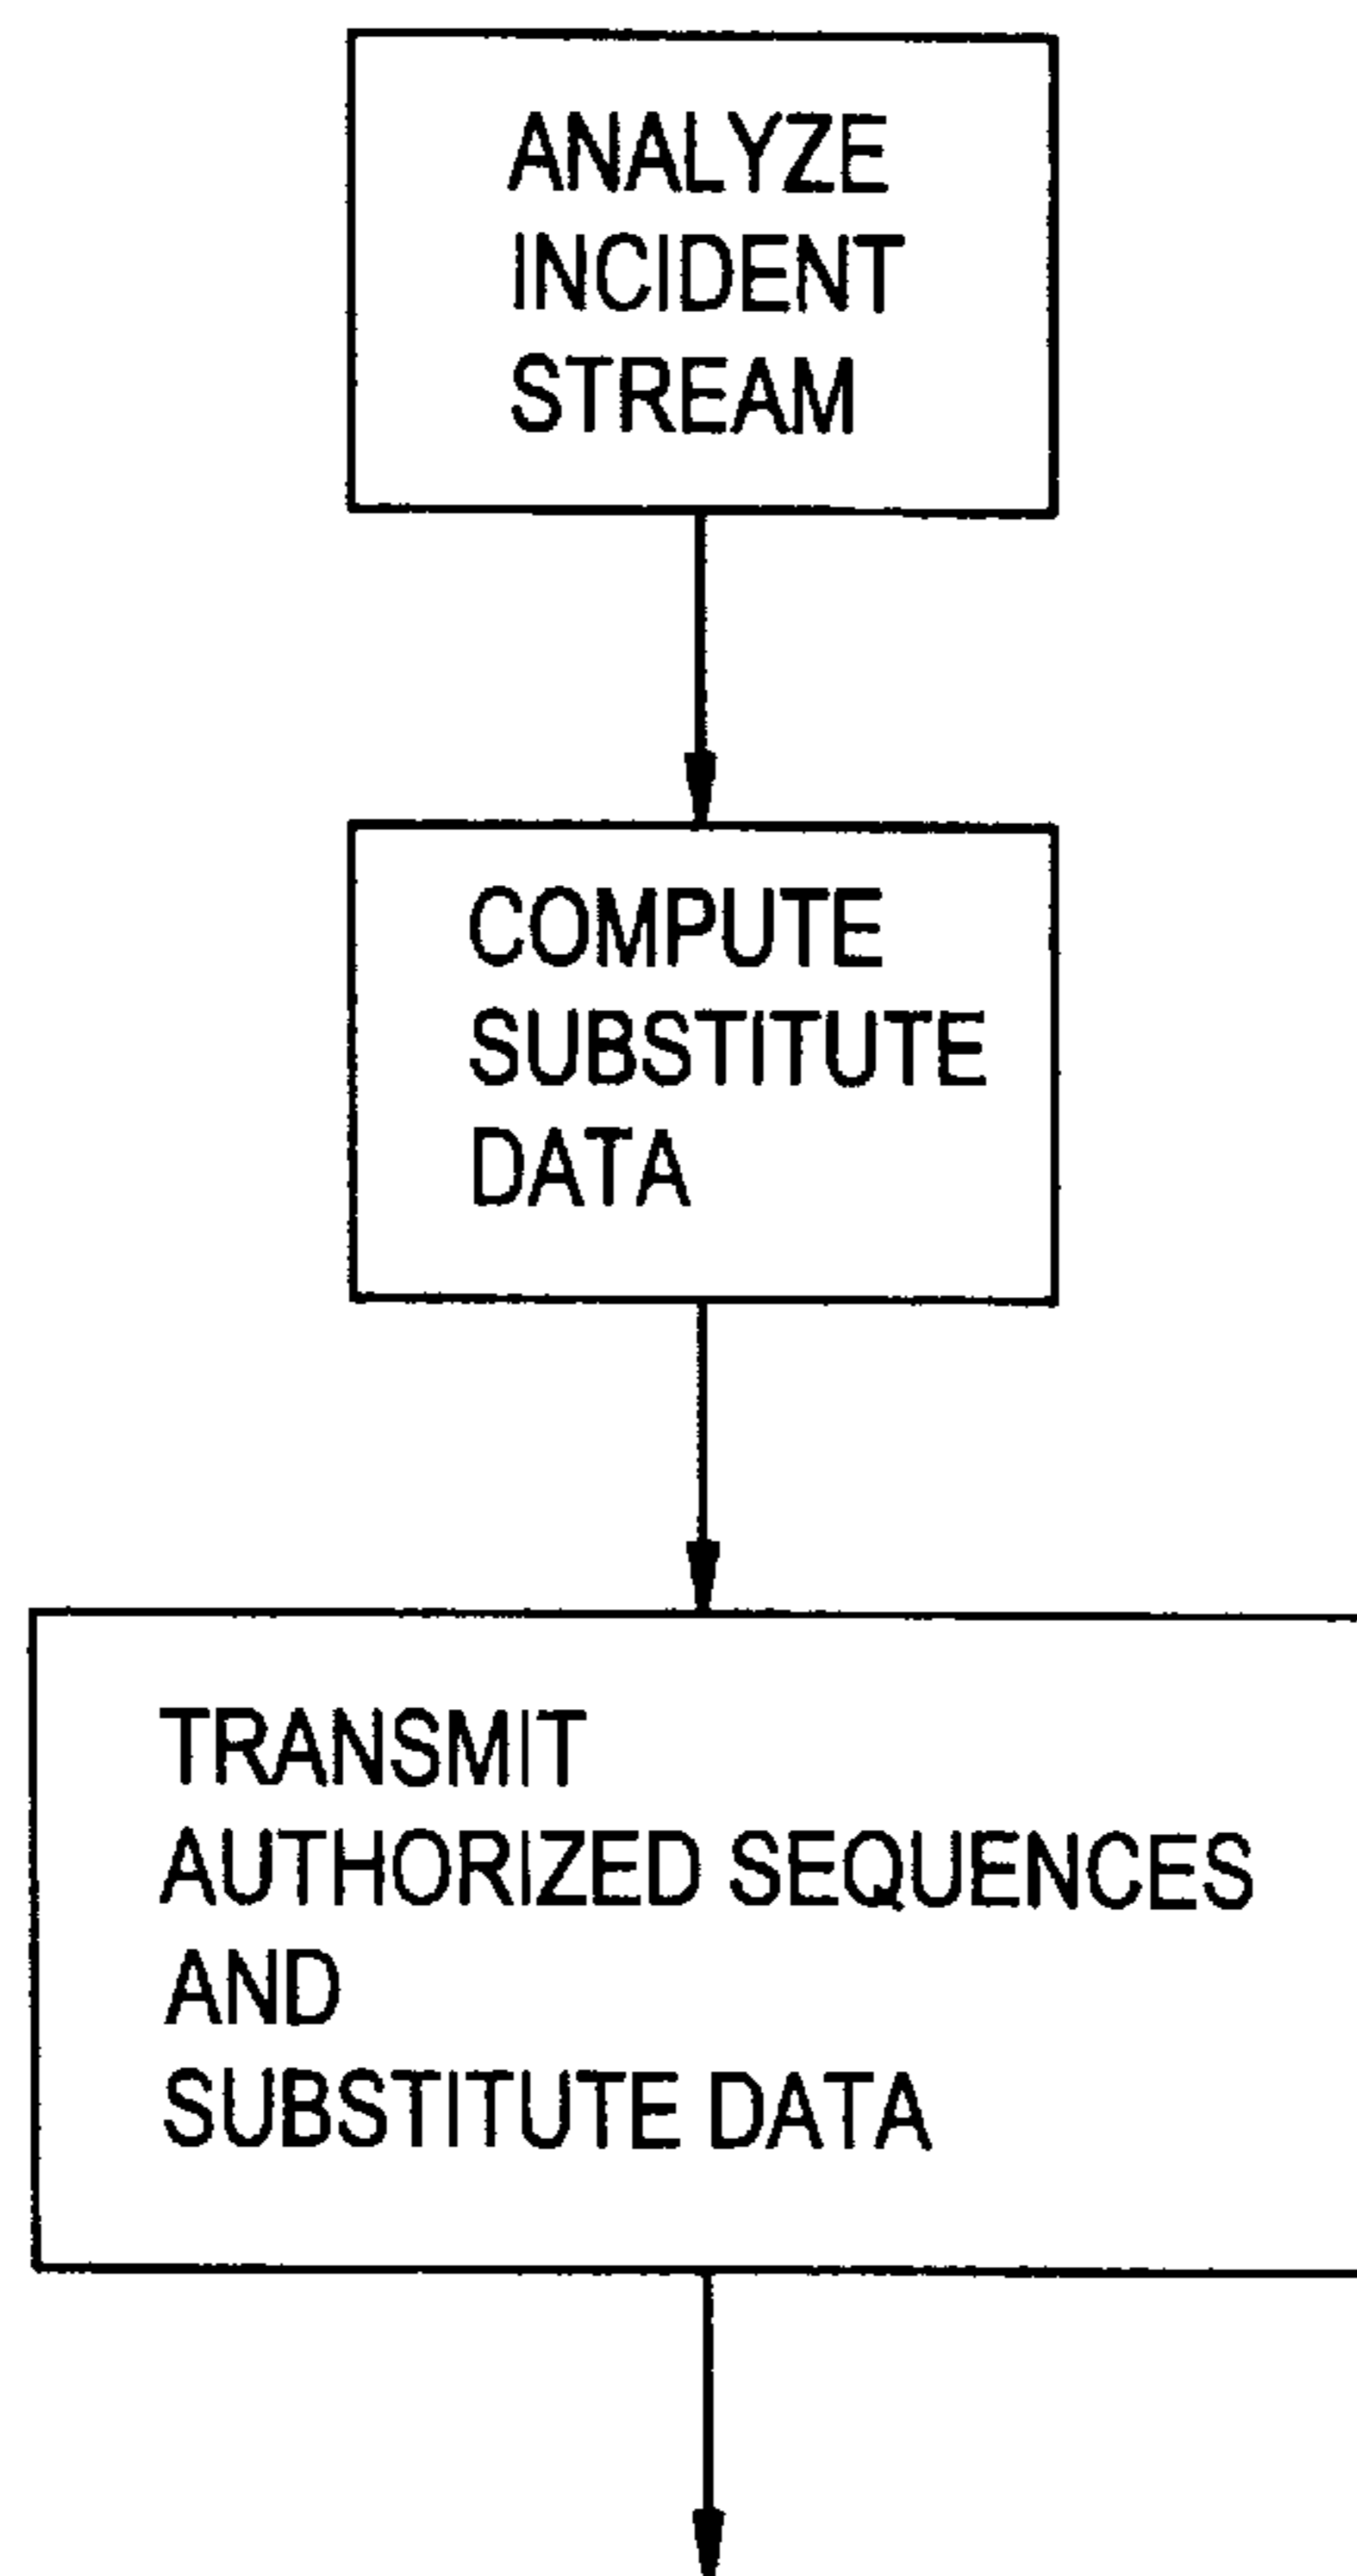 ANALYZE
INCIDENT
STREAM
COMPUTE
SUBSTITUTE
DATA
TRANSMIT
AUTHORIZED SEQUENCES
AND
SUBSTITUTE DATA